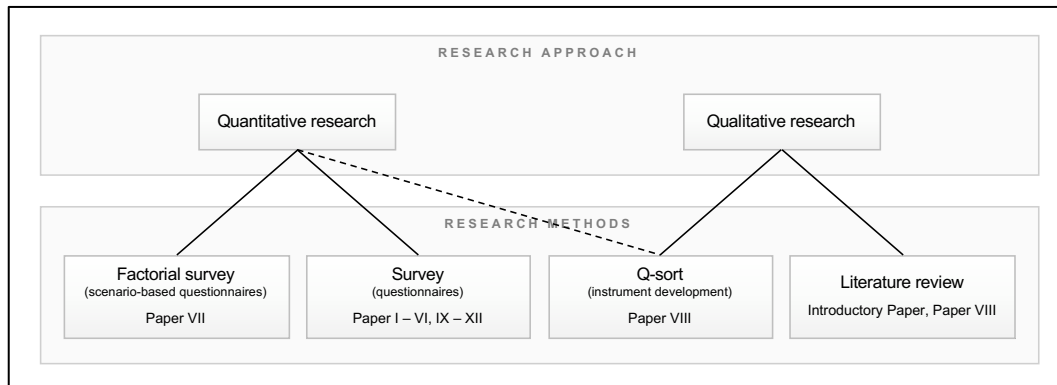 RESEARCH APPROACH
Quantitative research
Qualitative research
RESEARCH METHODS
Factorial survey
(scenario-based questionnaires)
Paper VII
Survey
(questionnaires)
Paper I – VI, IX – XII
Q-sort
(instrument development)
Paper VIII
Literature review
Introductory Paper, Paper VIII